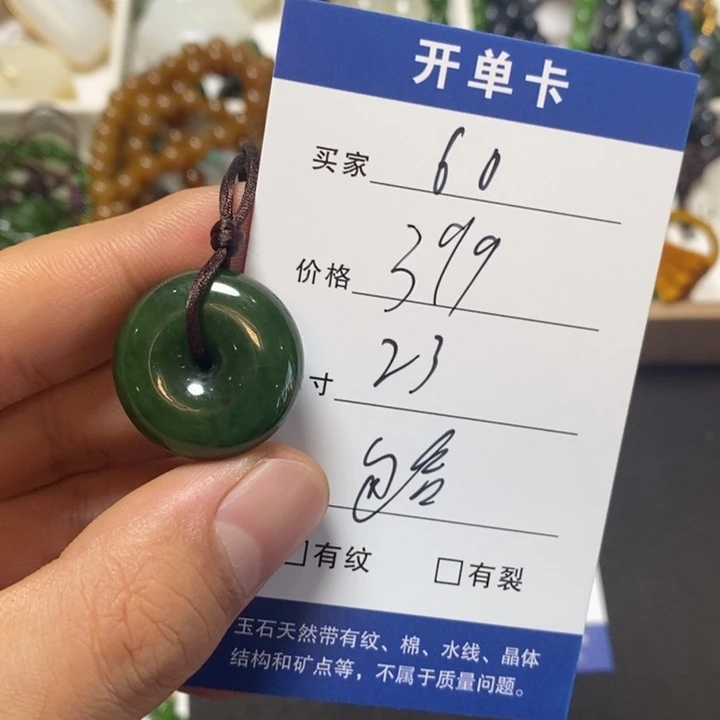 开单卡
买家 60
价格 399
寸 23
□有纹 □有裂
玉石天然带有纹、棉、水线、晶体
结构和矿点等，不属于质量问题。